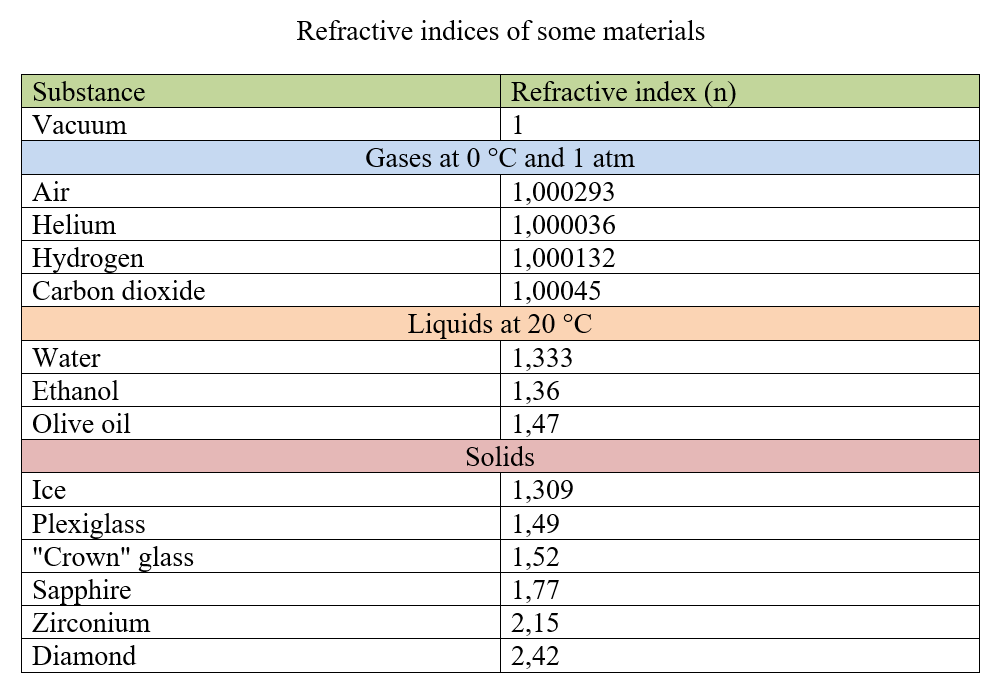 Refractive indices of some materials
Substance Refractive index (n)
Vacuum 1
Gases at 0 °C and 1 atm
Air 1,000293
Helium 1,000036
Hydrogen 1,000132
Carbon dioxide 1,00045
Liquids at 20 °C
Water 1,333
Ethanol 1,36
Olive oil 1,47
Solids
Ice 1,309
Plexiglass 1,49
"Crown" glass 1,52
Sapphire 1,77
Zirconium 2,15
Diamond 2,42